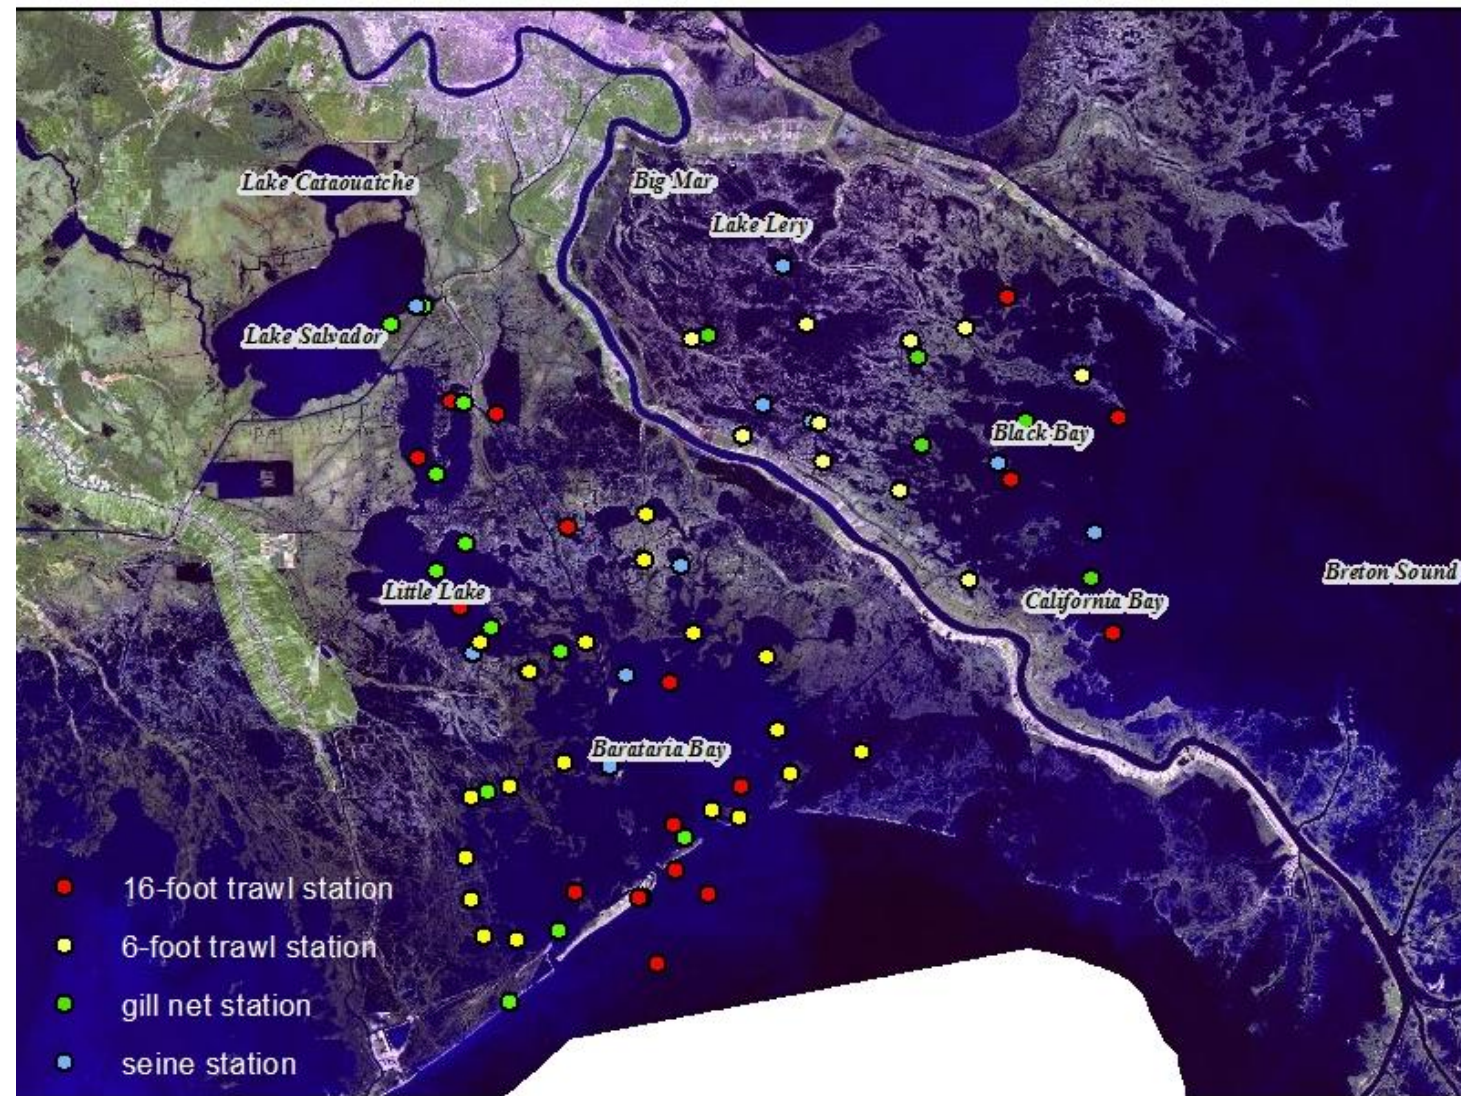 Lake Cataouatche
Big Mar
Lake Lery
Lake Salvador
Black Bay
Breton Sound
Little Lake
California Bay
Barataria Bay
16-foot trawl station
6-foot trawl station
gill net station
seine station